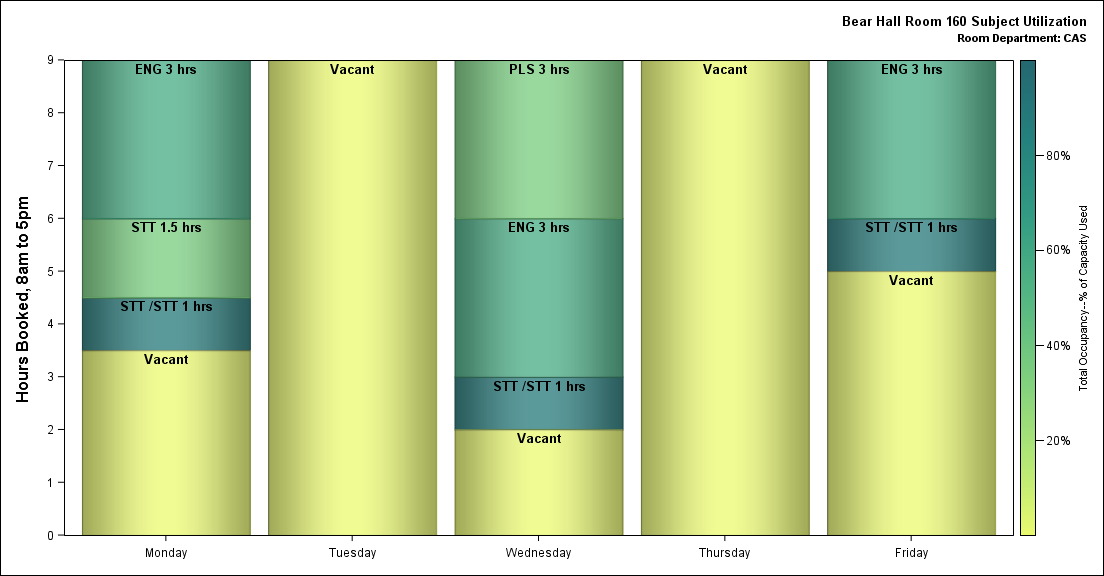 Bear Hall Room 160 Subject Utilization
Room Department: CAS
Hours Booked, 8am to 5pm
9
8
7
6
5
4
3
2
1
0
ENG 3 hrs
STT 1.5 hrs
STT /STT 1 hrs
Vacant
Vacant
PLS 3 hrs
ENG 3 hrs
STT /STT 1 hrs
Vacant
Vacant
ENG 3 hrs
STT /STT 1 hrs
Vacant
Monday
Tuesday
Wednesday
Thursday
Friday
80%
60%
40%
20%
Total Occupancy--% of Capacity Used